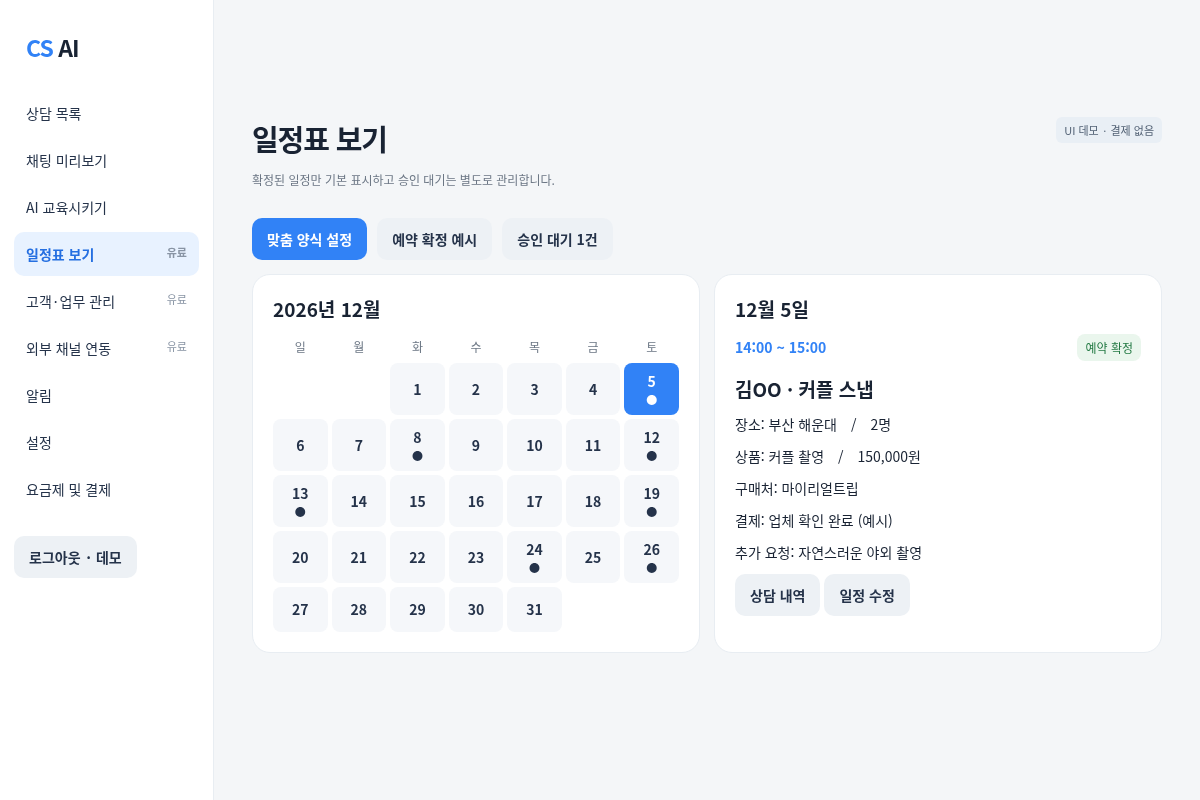 CS AI
상담 목록
채팅 미리보기
AI 교육시키기
일정표 보기 유료
고객·업무 관리 유료
외부 채널 연동 유료
알림
설정
요금제 및 결제
로그아웃 · 데모
일정표 보기
UI 데모 · 결제 없음
확정된 일정만 기본 표시하고 승인 대기는 별도로 관리합니다.
맞춤 양식 설정 예약 확정 예시 승인 대기 1건
2026년 12월
일 월 화 수 목 금 토
1 2 3 4 5
6 7 8 9 10 11 12
13 14 15 16 17 18 19
20 21 22 23 24 25 26
27 28 29 30 31
12월 5일
14:00 ~ 15:00 예약 확정
김OO · 커플 스냅
장소: 부산 해운대 / 2명
상품: 커플 촬영 / 150,000원
구매처: 마이리얼트립
결제: 업체 확인 완료 (예시)
추가 요청: 자연스러운 야외 촬영
상담 내역 일정 수정